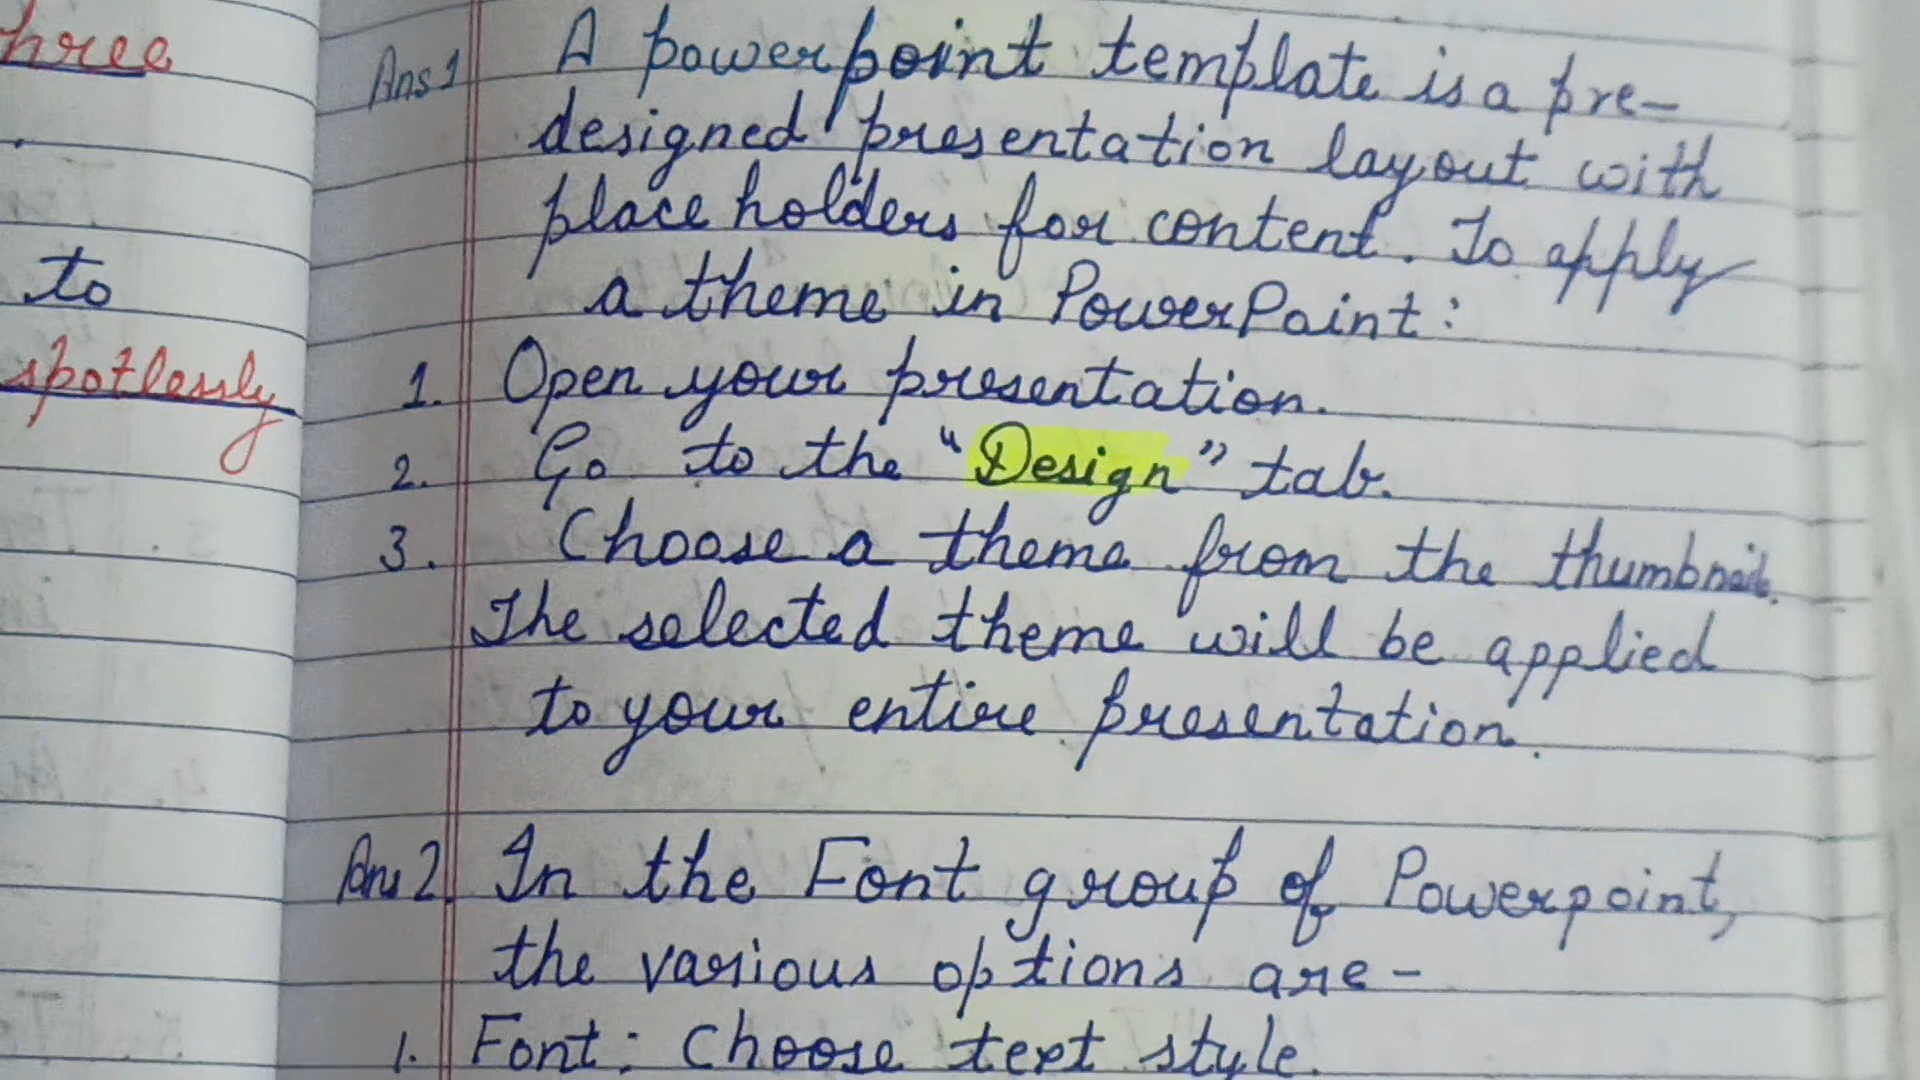 hree
to
spotlessly
Ans 1 A powerpoint template is a pre-
designed presentation layout with
place holders for content. To apply
a theme in PowerPoint:
1. Open your presentation.
2. Go to the "Design" tab.
3. Choose a theme from the thumbnail.
The selected theme will be applied
to your entire presentation.
Ans 2. In the Font group of Powerpoint,
the various options are-
1. Font: Choose text style.